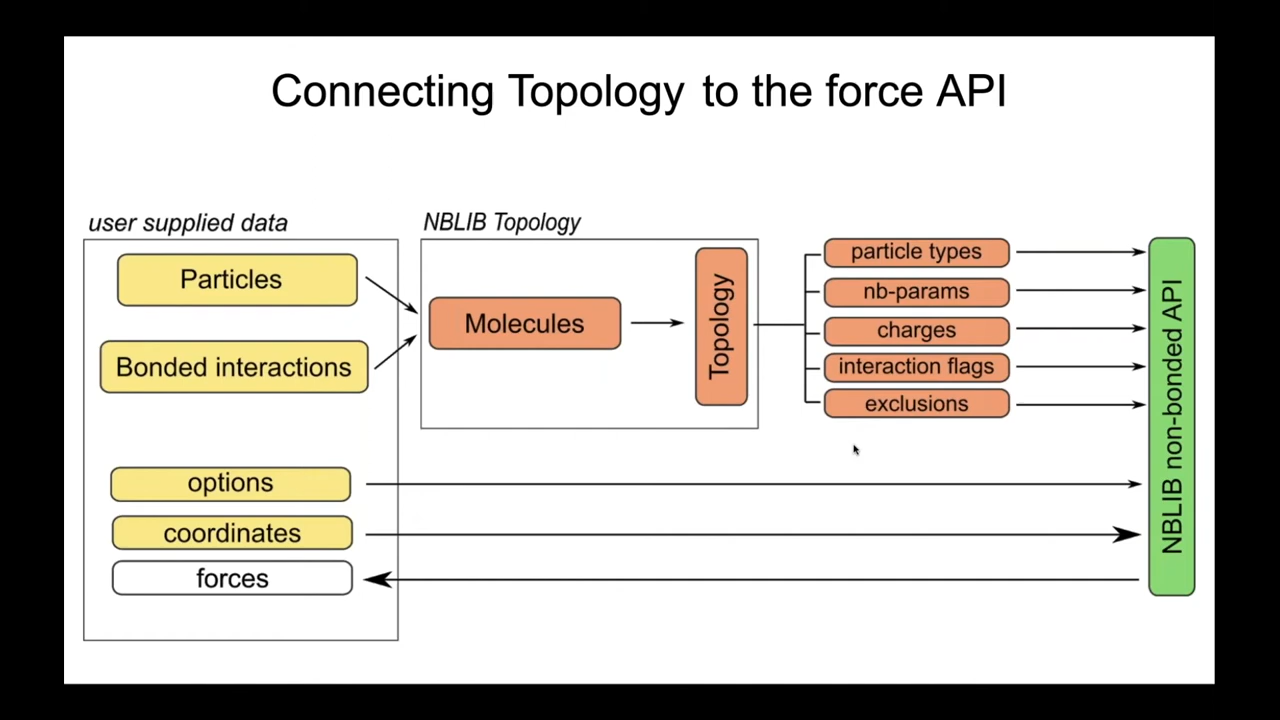 Connecting Topology to the force API
user supplied data
NBLIB Topology
Particles
Bonded interactions
Molecules
Topology
particle types
nb-params
charges
interaction flags
exclusions
NBLIB non-bonded API
options
coordinates
forces